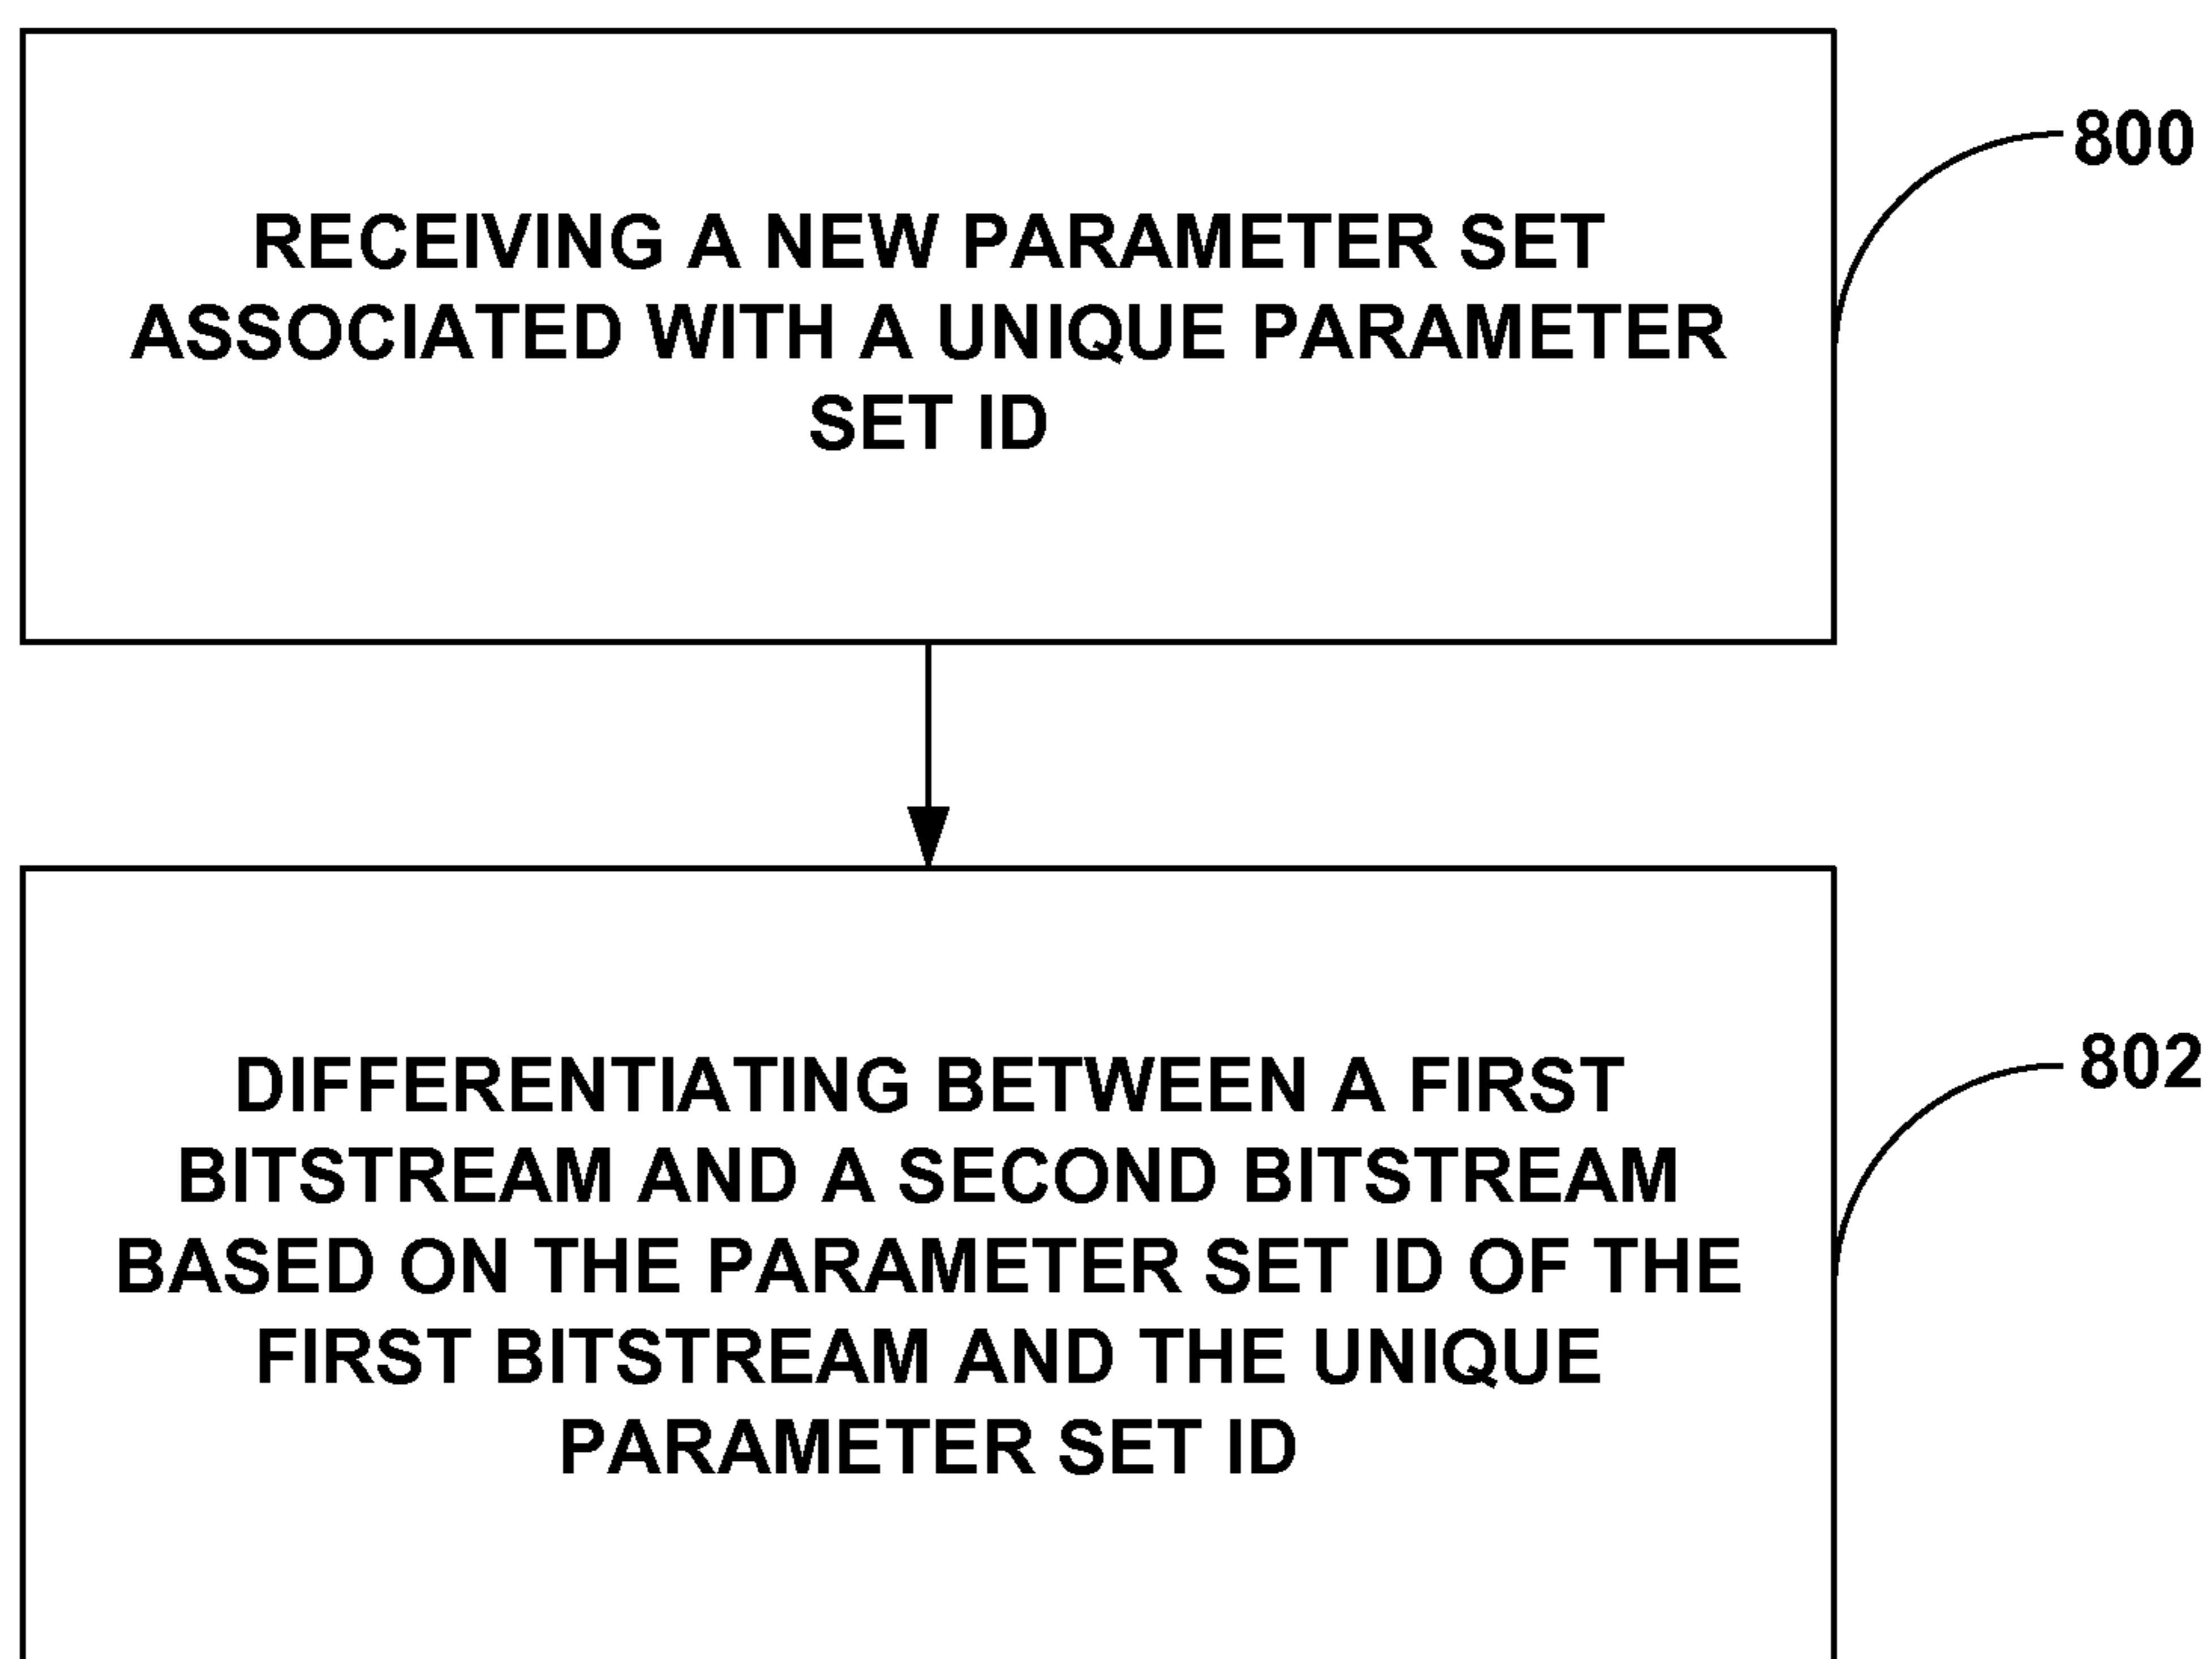 800
RECEIVING A NEW PARAMETER SET
ASSOCIATED WITH A UNIQUE PARAMETER
SET ID
802
DIFFERENTIATING BETWEEN A FIRST
BITSTREAM AND A SECOND BITSTREAM
BASED ON THE PARAMETER SET ID OF THE
FIRST BITSTREAM AND THE UNIQUE
PARAMETER SET ID